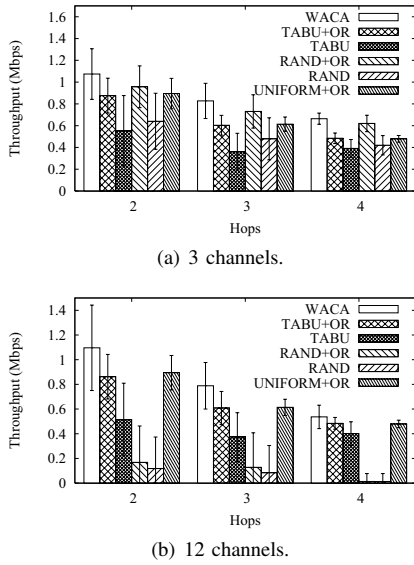 Throughput (Mbps)
1.6
1.4
1.2
1
0.8
0.6
0.4
0.2
0
WACA
TABU+OR
TABU
RAND+OR
RAND
UNIFORM+OR
2
3
4
Hops
(a) 3 channels.
Throughput (Mbps)
1.4
1.2
1
0.8
0.6
0.4
0.2
0
WACA
TABU+OR
TABU
RAND+OR
RAND
UNIFORM+OR
2
3
4
Hops
(b) 12 channels.